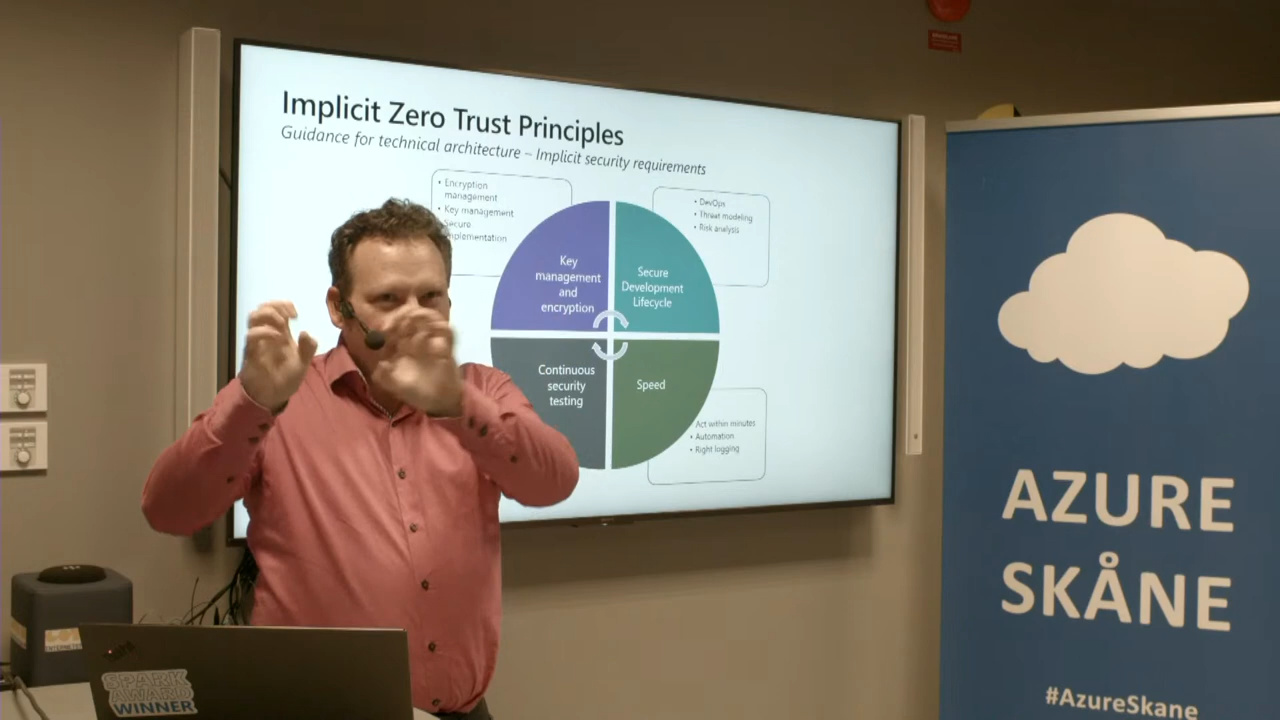 Implicit Zero Trust Principles
Guidance for technical architecture – Implicit security requirements
• Encryption
management
• Key management
Secure
implementation
• DevOps
• Threat modeling
• Risk analysis
Key
management
and
encryption
Secure
Development
Lifecycle
Continuous
security
testing
Speed
Act within minutes
• Automation
• Right logging
AZURE
SKÅNE
#AzureSkane
SPARK
AWARD
WINNER